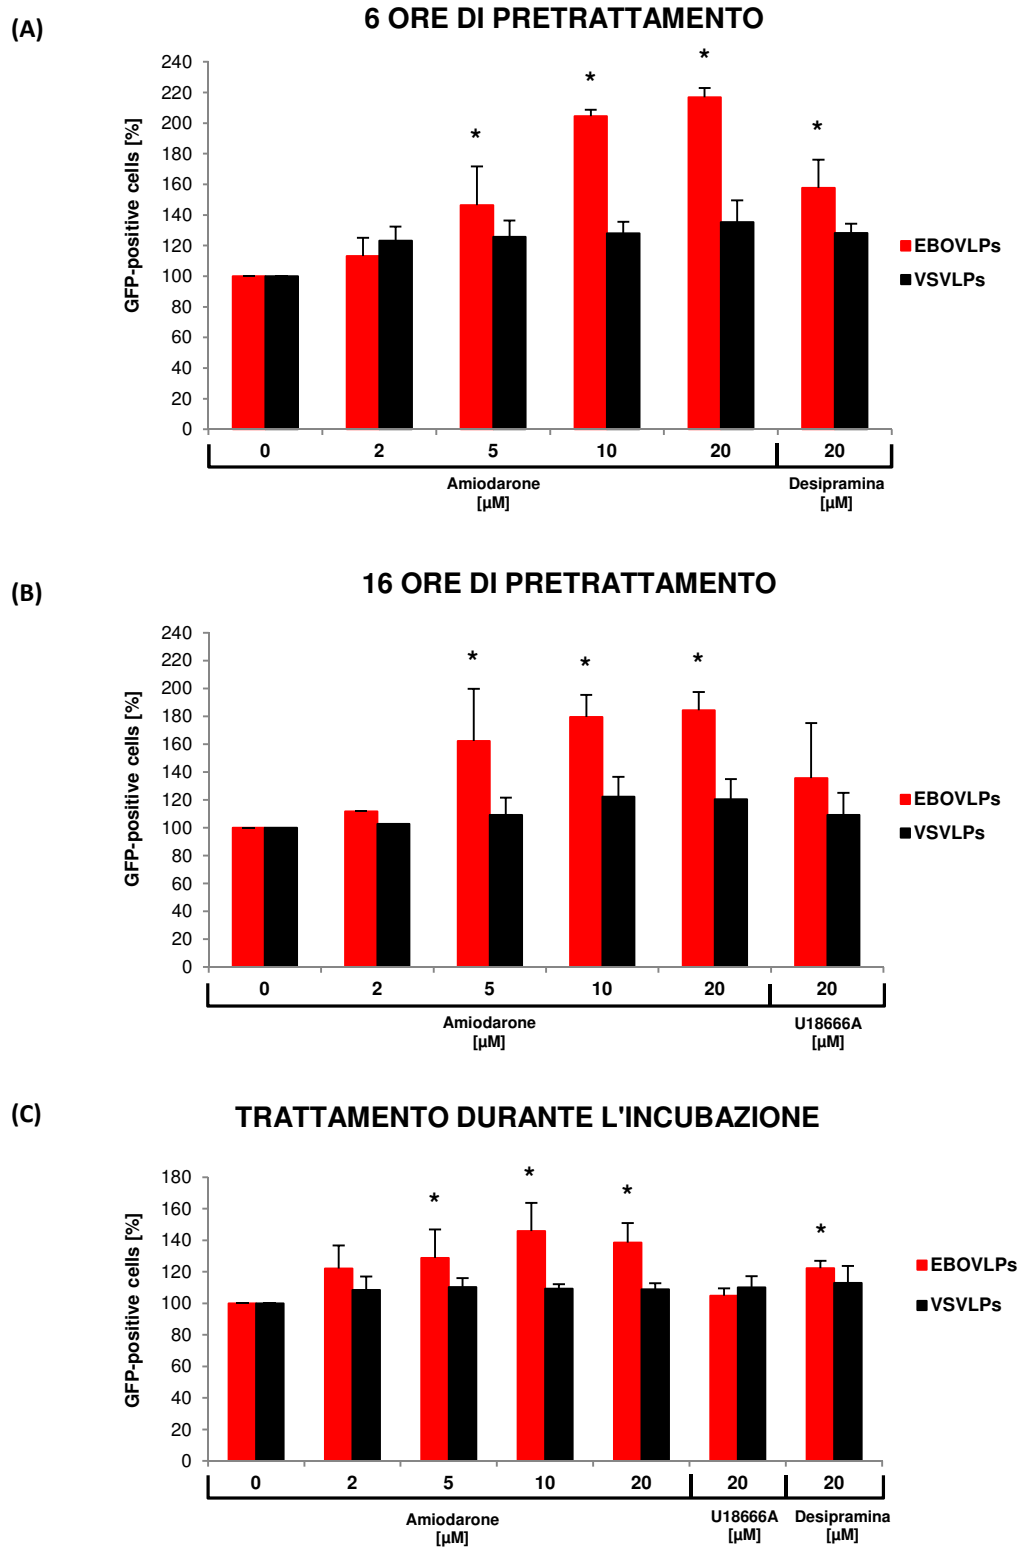 (A)
6 ORE DI PRETRATTAMENTO
GFP-positive cells [%]
240
220
200
180
160
140
120
100
80
60
40
20
0
* * * *
EBOVLPs
VSVLPs
0 2 5 10 20 20
Amiodarone
[µM]
Desipramina
[µM]
(B)
16 ORE DI PRETRATTAMENTO
GFP-positive cells [%]
240
220
200
180
160
140
120
100
80
60
40
20
0
* * *
EBOVLPs
VSVLPs
0 2 5 10 20 20
Amiodarone
[µM]
U18666A
[µM]
(C)
TRATTAMENTO DURANTE L'INCUBAZIONE
GFP-positive cells [%]
180
160
140
120
100
80
60
40
20
0
* * * *
EBOVLPs
VSVLPs
0 2 5 10 20 20 20
Amiodarone
[µM]
U18666A
[µM]
Desipramina
[µM]